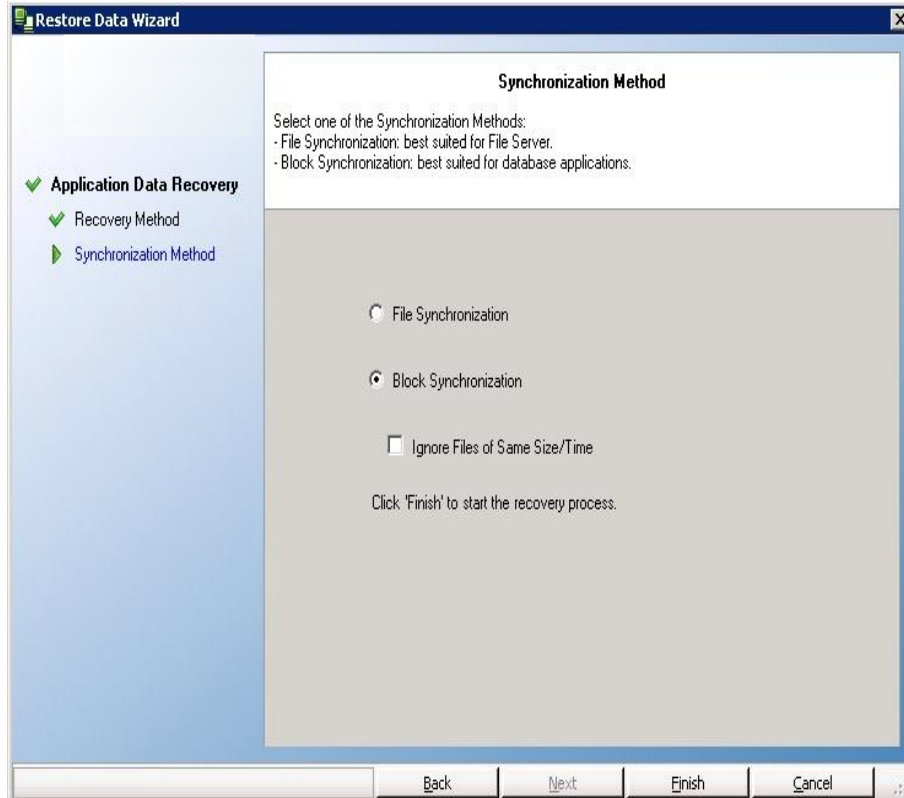 Restore Data Wizard
Application Data Recovery
Recovery Method
Synchronization Method
Synchronization Method
Select one of the Synchronization Methods:
- File Synchronization: best suited for File Server.
- Block Synchronization: best suited for database applications.
File Synchronization
Block Synchronization
Ignore Files of Same Size/Time
Click 'Finish' to start the recovery process.
Back
Next
Finish
Cancel